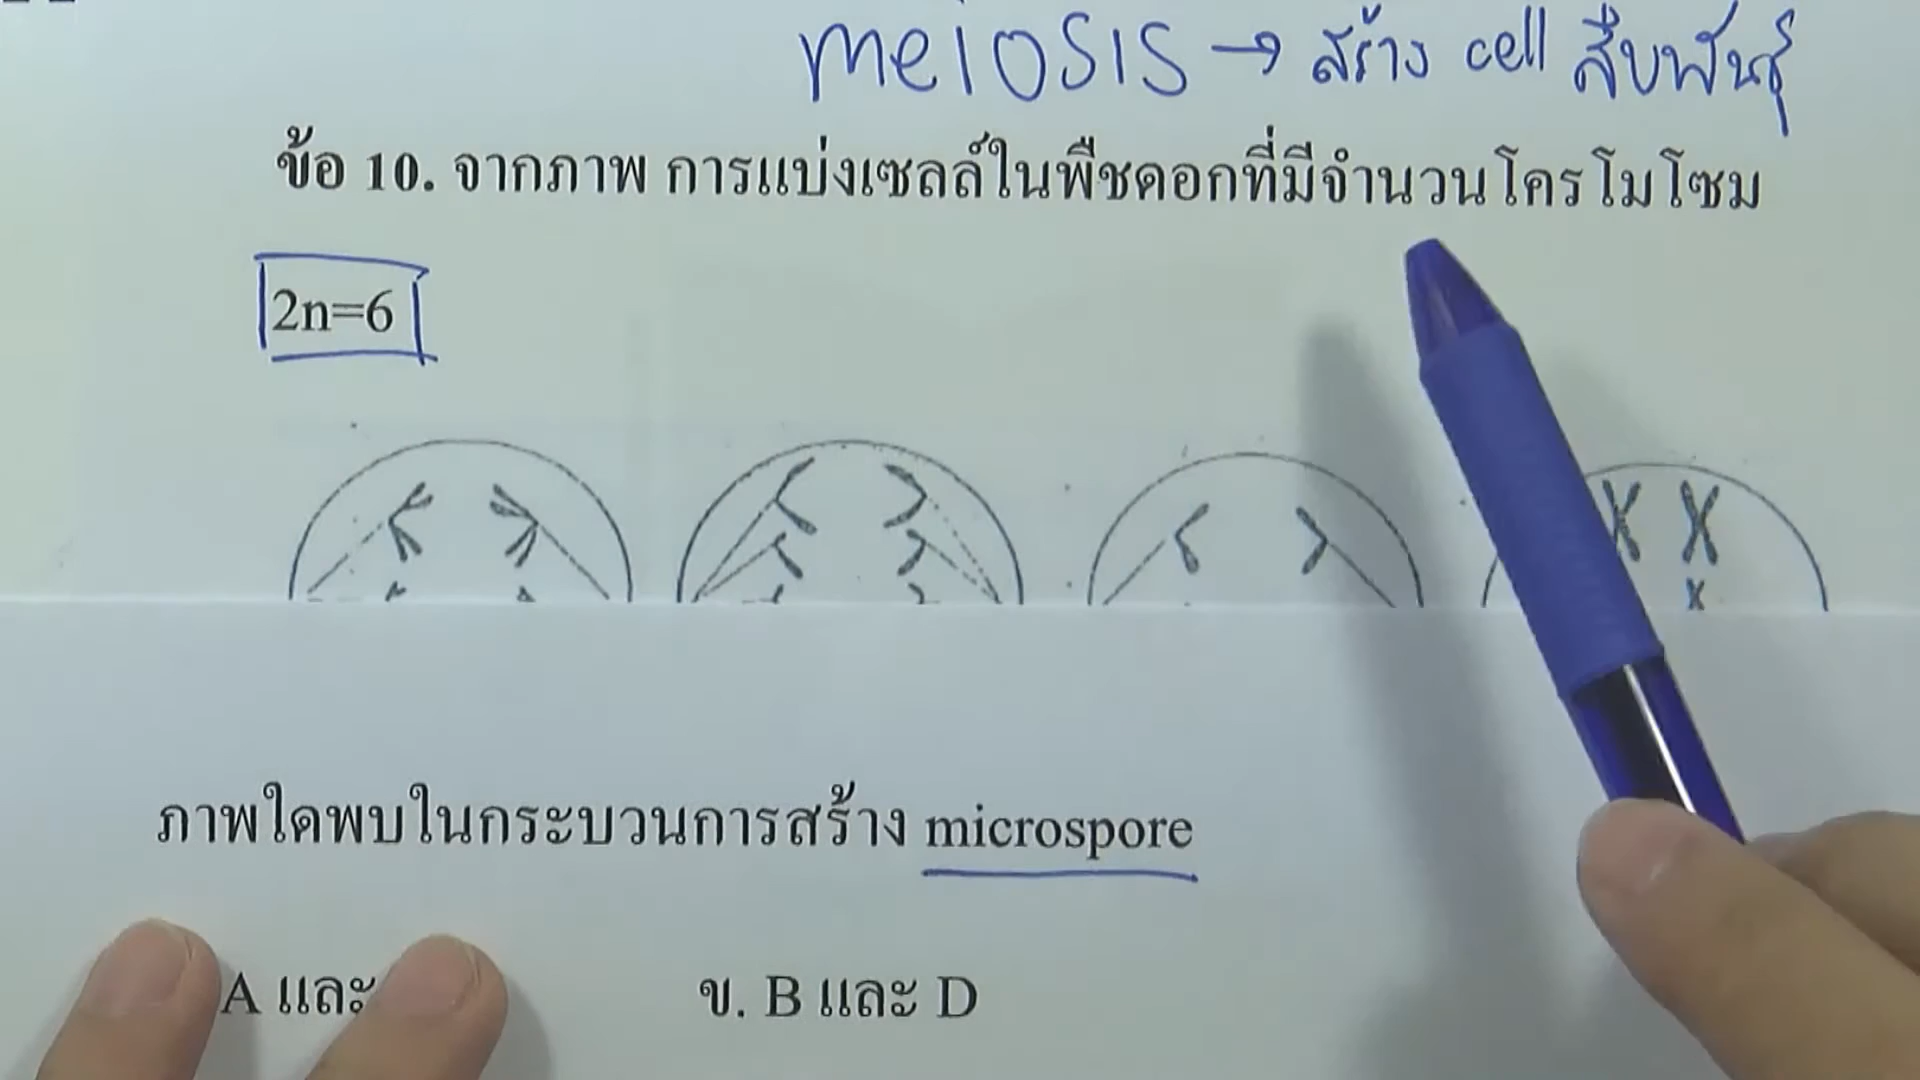 meiosis → สร้าง cell สืบพันธุ์
ข้อ 10. จากภาพ การแบ่งเซลล์ในพืชดอกที่มีจำนวนโครโมโซม
2n=6
ภาพใดพบในกระบวนการสร้าง microspore
A และ
ข. B และ D